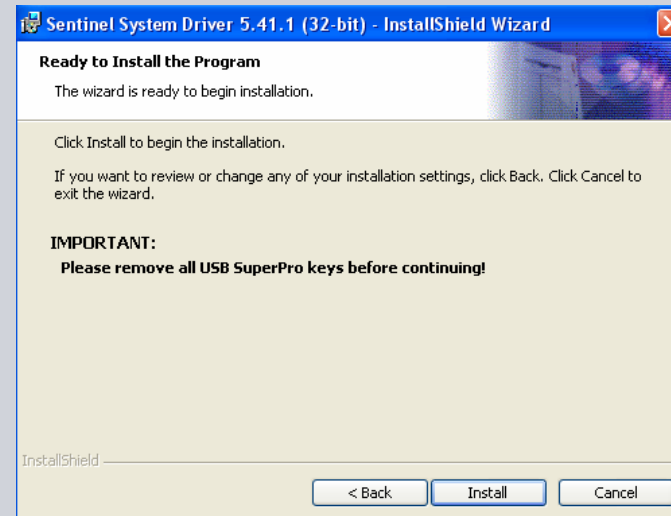 Sentinel System Driver 5.41.1 (32-bit) - InstallShield Wizard
Ready to Install the Program
The wizard is ready to begin installation.
Click Install to begin the installation.
If you want to review or change any of your installation settings, click Back. Click Cancel to
exit the wizard.
IMPORTANT:
Please remove all USB SuperPro keys before continuing!
InstallShield
< Back
Install
Cancel